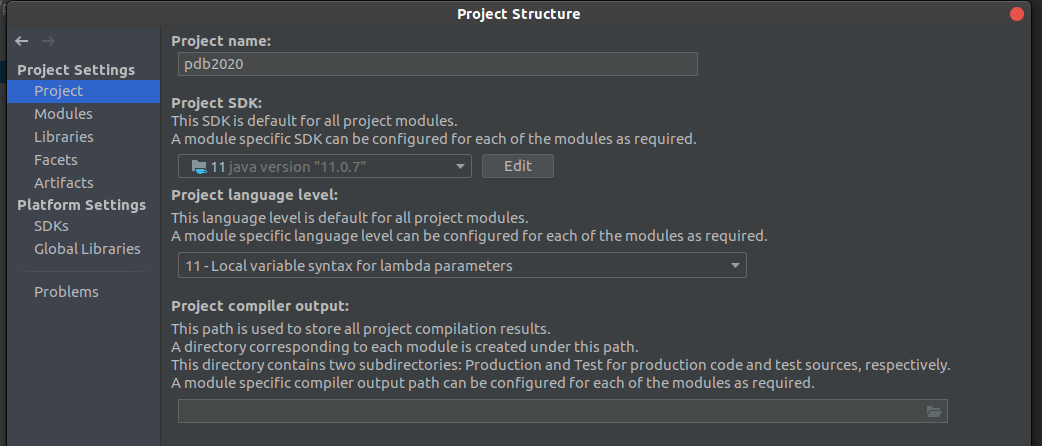 Project Structure
Project Settings
Project
Modules
Libraries
Facets
Artifacts
Platform Settings
SDKs
Global Libraries
Problems
Project name:
pdb2020
Project SDK:
This SDK is default for all project modules.
A module specific SDK can be configured for each of the modules as required.
11 java version "11.0.7"
Edit
Project language level:
This language level is default for all project modules.
A module specific language level can be configured for each of the modules as required.
11 - Local variable syntax for lambda parameters
Project compiler output:
This path is used to store all project compilation results.
A directory corresponding to each module is created under this path.
This directory contains two subdirectories: Production and Test for production code and test sources, respectively.
A module specific compiler output path can be configured for each of the modules as required.